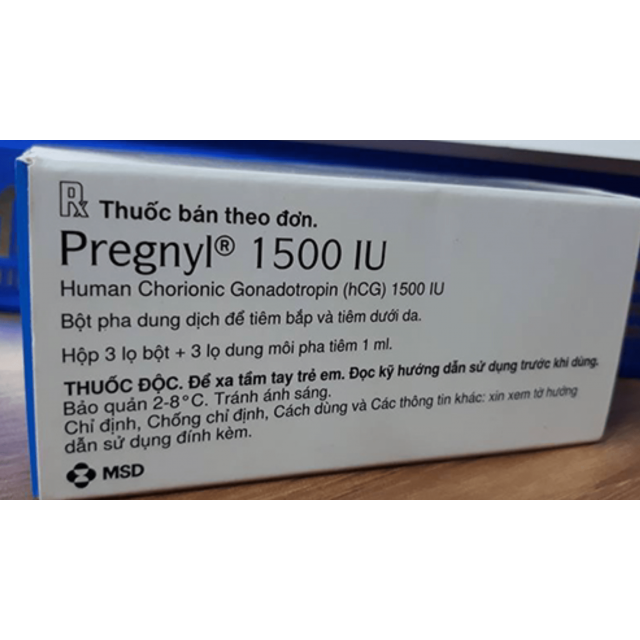 Rx Thuốc bán theo đơn.
Pregnyl® 1500 IU
Human Chorionic Gonadotropin (hCG) 1500 IU
Bột pha dung dịch để tiêm bắp và tiêm dưới da.
Hộp 3 lọ bột + 3 lọ dung môi pha tiêm 1 ml.
THUỐC ĐỘC. Để xa tầm tay trẻ em. Đọc kỹ hướng dẫn sử dụng trước khi dùng.
Bảo quản 2-8°C. Tránh ánh sáng.
Chỉ định, Chống chỉ định, Cách dùng và Các thông tin khác: xin xem tờ hướng
dẫn sử dụng đính kèm.
MSD